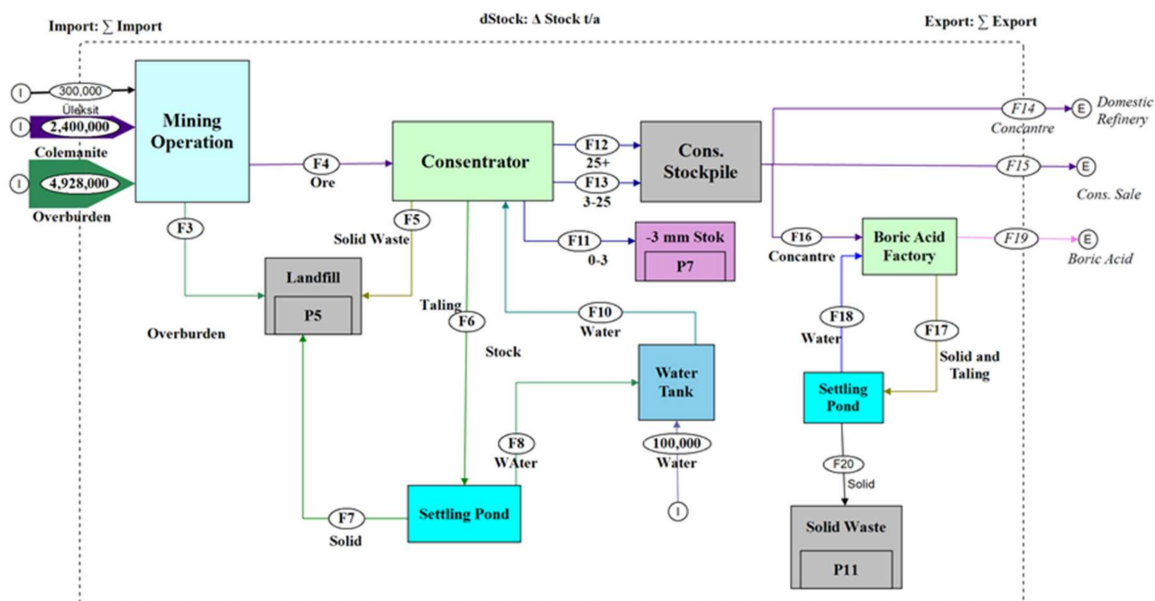 Import: ∑ Import
dStock: Δ Stock t/a
Export: ∑ Export
I
300,000
Üleksit
I
2,400,000
Colemanite
I
4,928,000
Overburden
Mining
Operation
F3
Overburden
F4
Ore
Consentrator
F5
Solid Waste
Landfill
P5
Taling
F6
Stock
F12
25+
F13
3-25
Cons.
Stockpile
F11
0-3
-3 mm Stok
P7
F10
Water
Water
Tank
F8
WAter
100,000
Water
I
Settling Pond
F7
Solid
F14
Concantre
E
Domestic
Refinery
F15
E
Cons. Sale
F16
Concantre
Boric Acid
Factory
F19
E
Boric Acid
F18
Water
F17
Solid and
Taling
Settling
Pond
F20
Solid
Solid Waste
P11